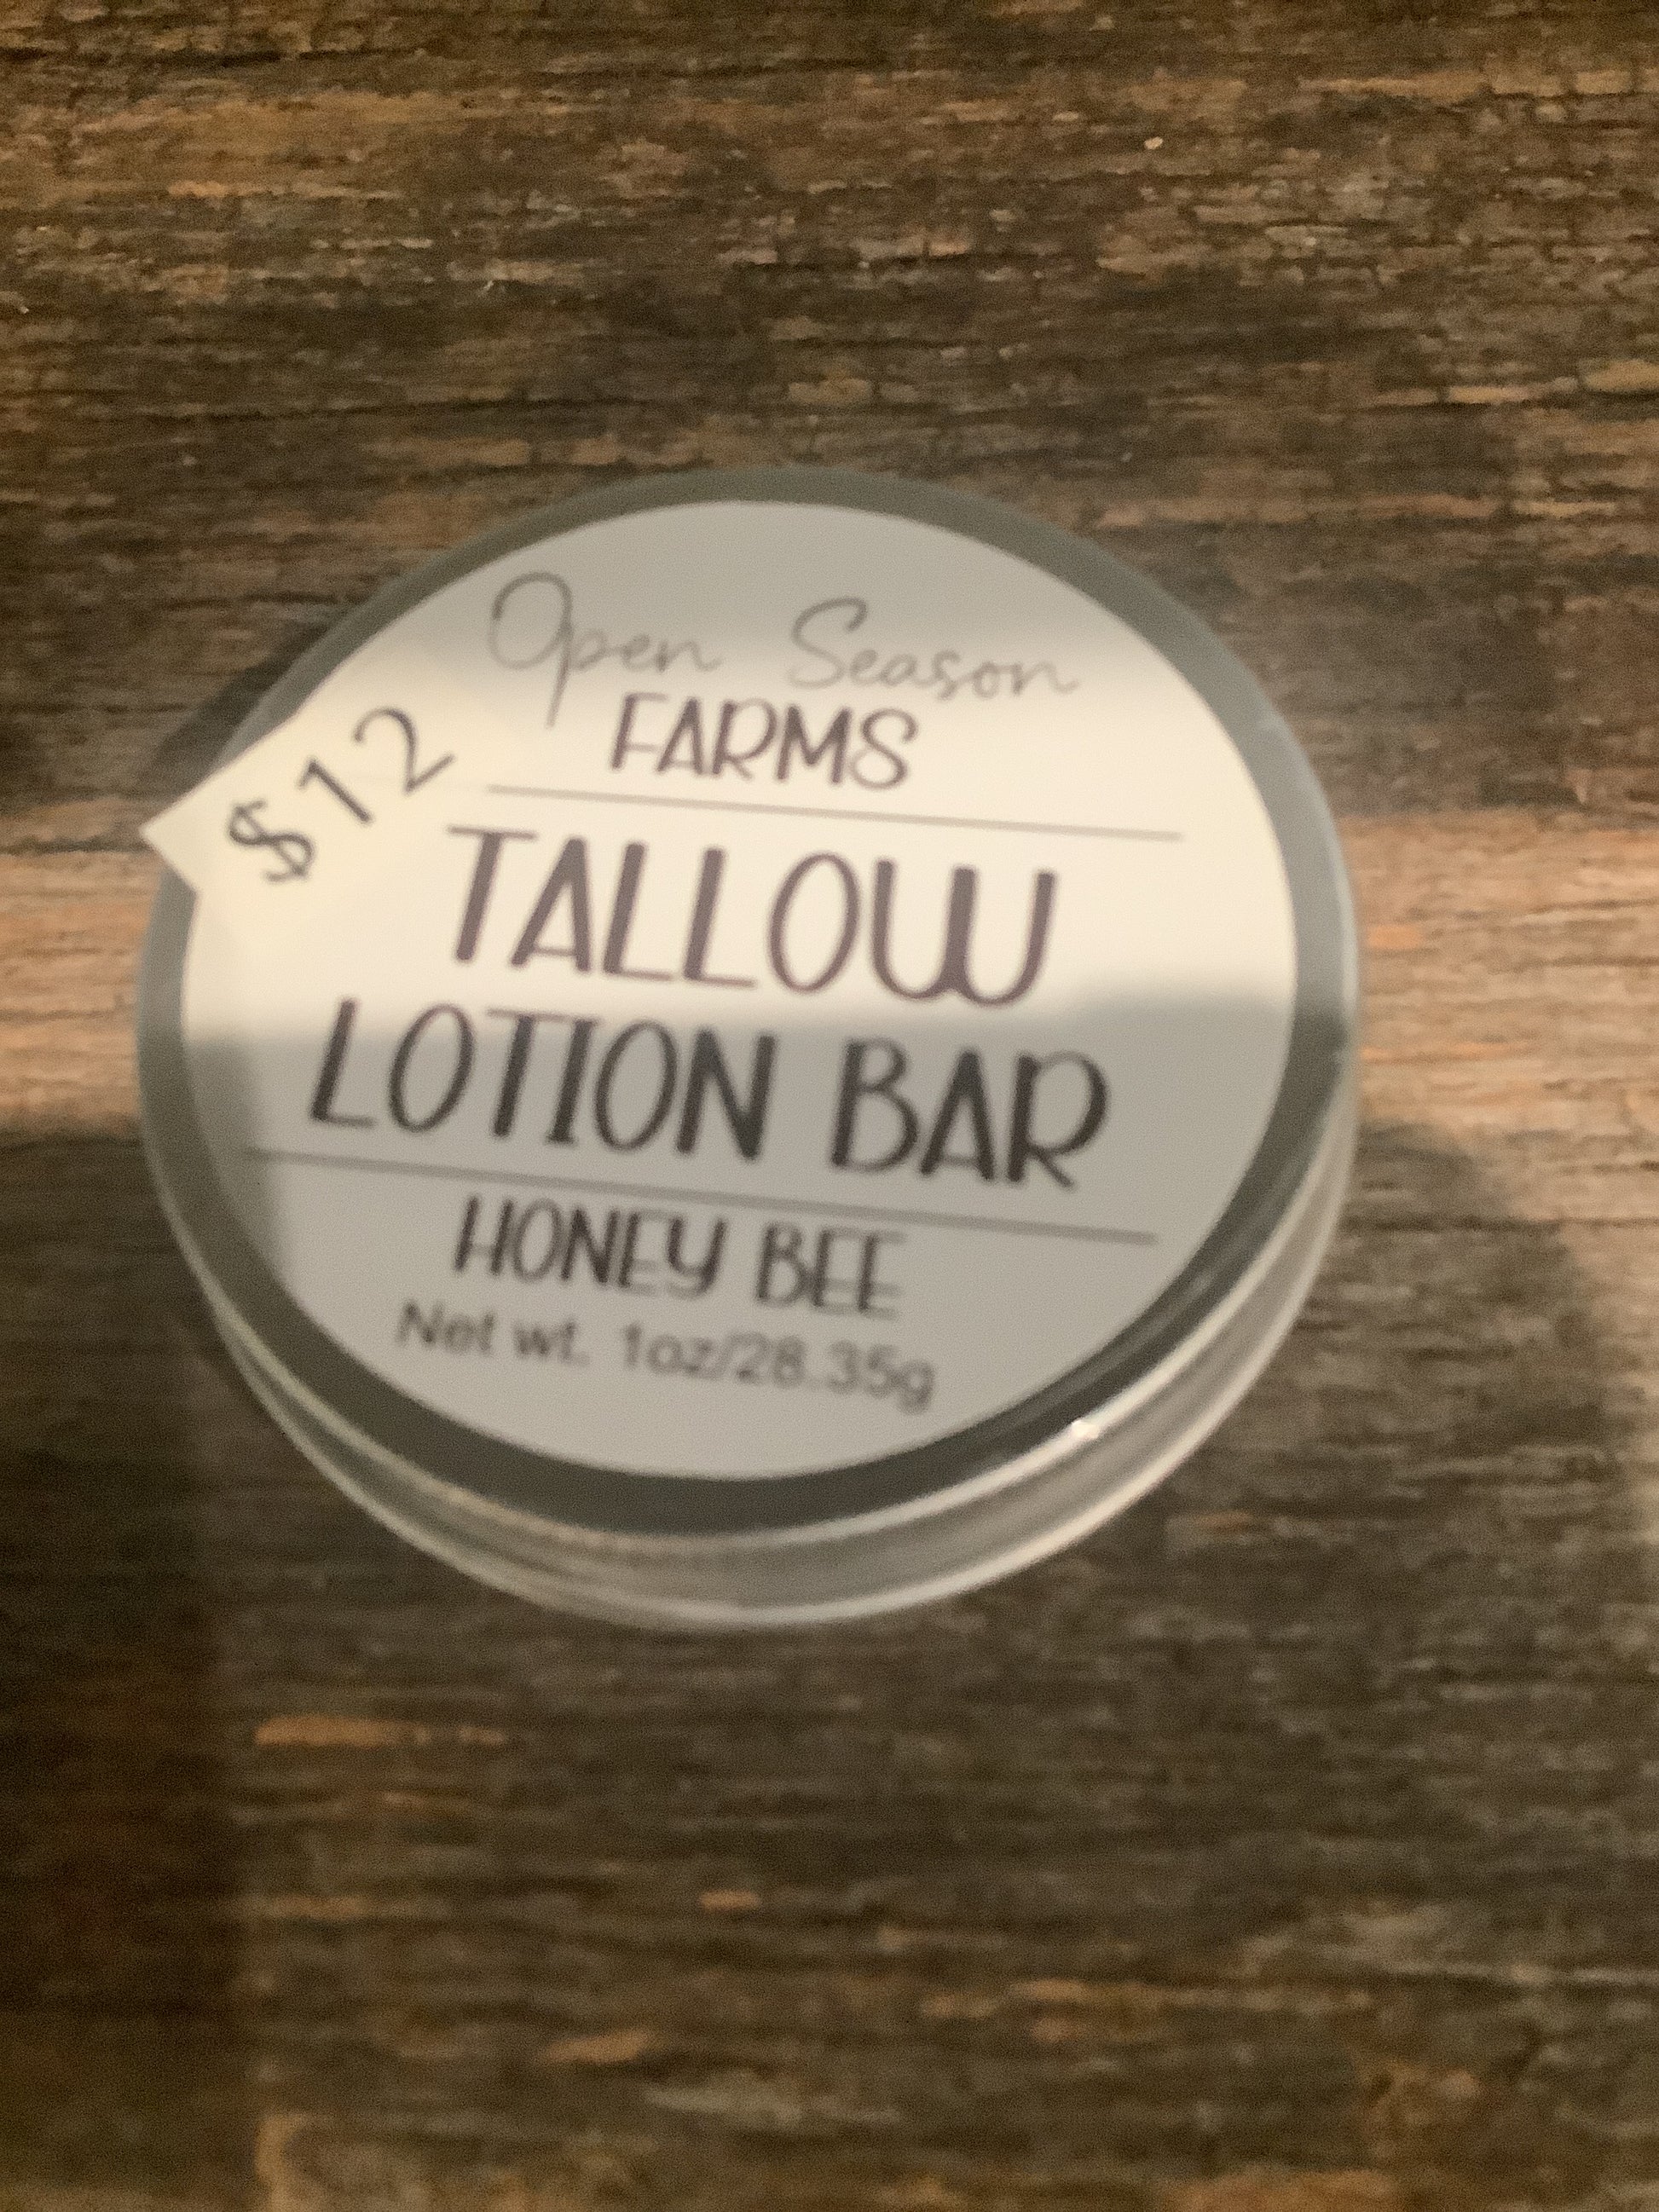 Open Season
FARMS
$12
TALLOW
LOTION BAR
HONEY BEE
Net wt. 1oz/28.35g